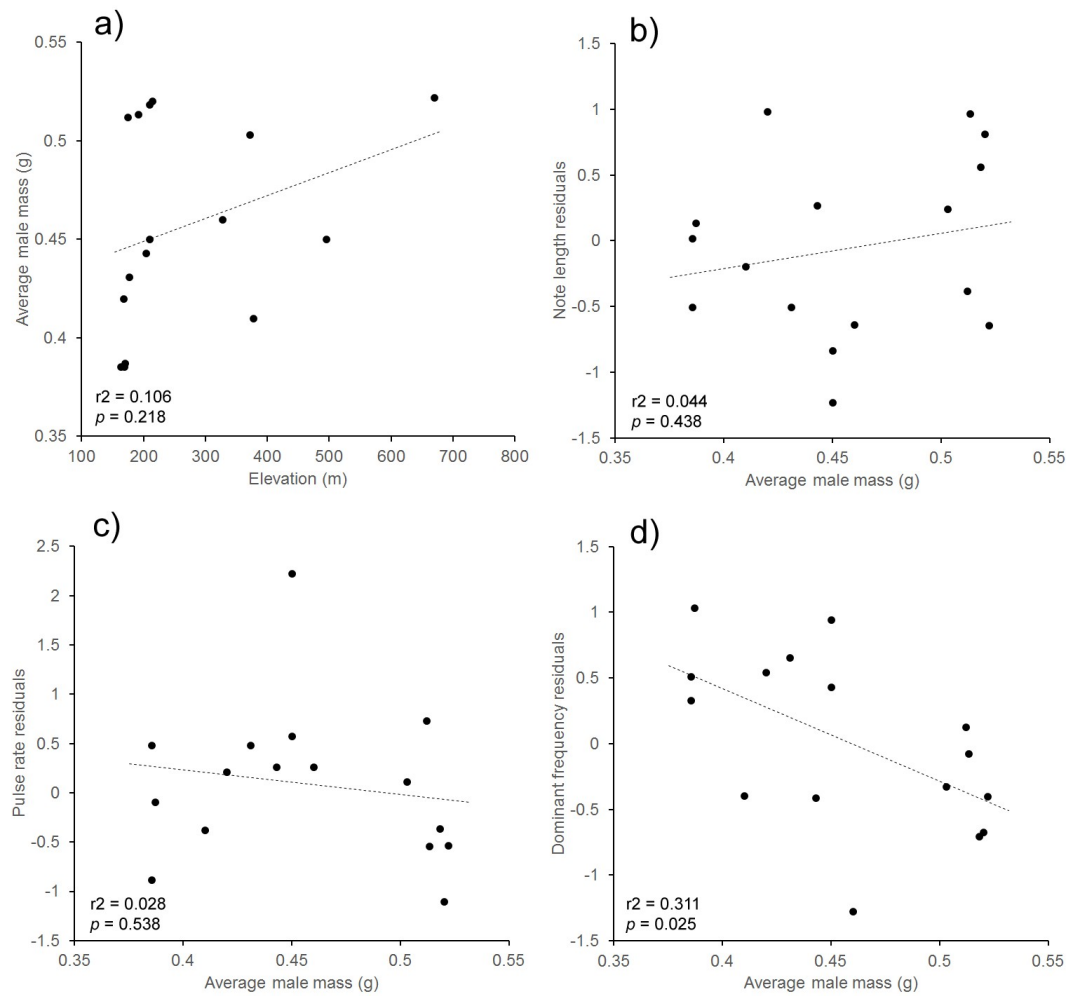 a)
0.55
0.5
0.45
0.4
0.35
Average male mass (g)
r2 = 0.106
p = 0.218
100 200 300 400 500 600 700 800
Elevation (m)
b)
1.5
1
0.5
0
-0.5
-1
-1.5
Note length residuals
r2 = 0.044
p = 0.438
0.35 0.4 0.45 0.5 0.55
Average male mass (g)
c)
2.5
2
1.5
1
0.5
0
-0.5
-1
-1.5
Pulse rate residuals
r2 = 0.028
p = 0.538
0.35 0.4 0.45 0.5 0.55
Average male mass (g)
d)
1.5
1
0.5
0
-0.5
-1
-1.5
Dominant frequency residuals
r2 = 0.311
p = 0.025
0.35 0.4 0.45 0.5 0.55
Average male mass (g)